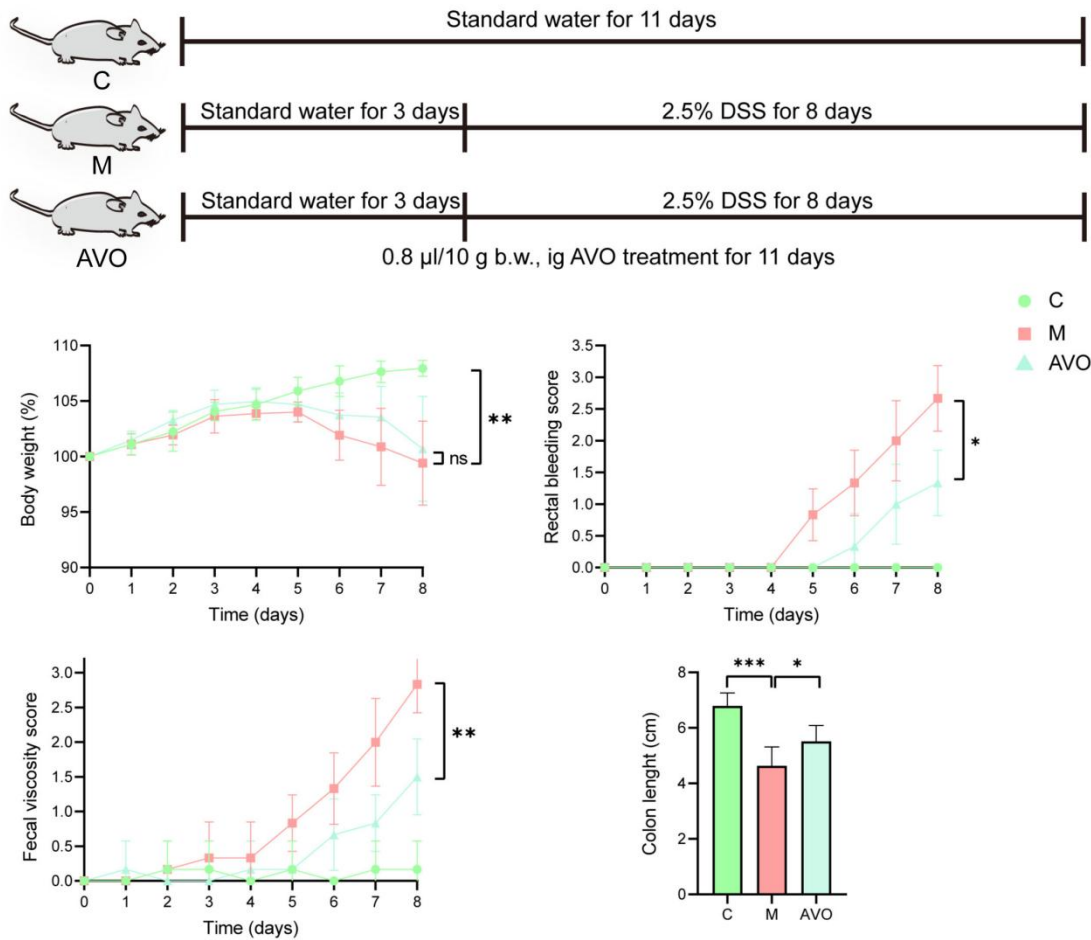 Standard water for 11 days
C
Standard water for 3 days
2.5% DSS for 8 days
M
Standard water for 3 days
2.5% DSS for 8 days
AVO
0.8 µl/10 g b.w., ig AVO treatment for 11 days
C
M
AVO
Body weight (%)
110
105
100
95
90
**
ns
0 1 2 3 4 5 6 7 8
Time (days)
Rectal bleeding score
3.5
3.0
2.5
2.0
1.5
1.0
0.5
0.0
*
0 1 2 3 4 5 6 7 8
Time (days)
Fecal viscosity score
3.0
2.5
2.0
1.5
1.0
0.5
0.0
**
0 1 2 3 4 5 6 7 8
Time (days)
Colon lenght (cm)
8
6
4
2
0
*** *
C M AVO